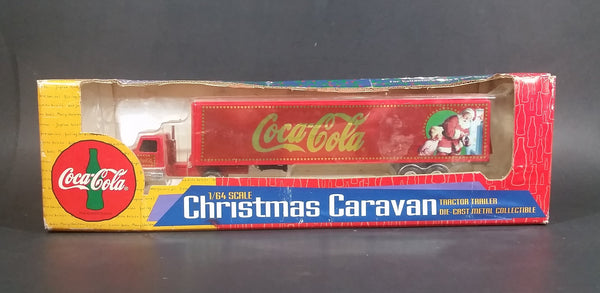 Coca-Cola
Coca-Cola
1/64 SCALE
Christmas Caravan
TRACTOR TRAILER
DIE-CAST METAL COLLECTIBLE